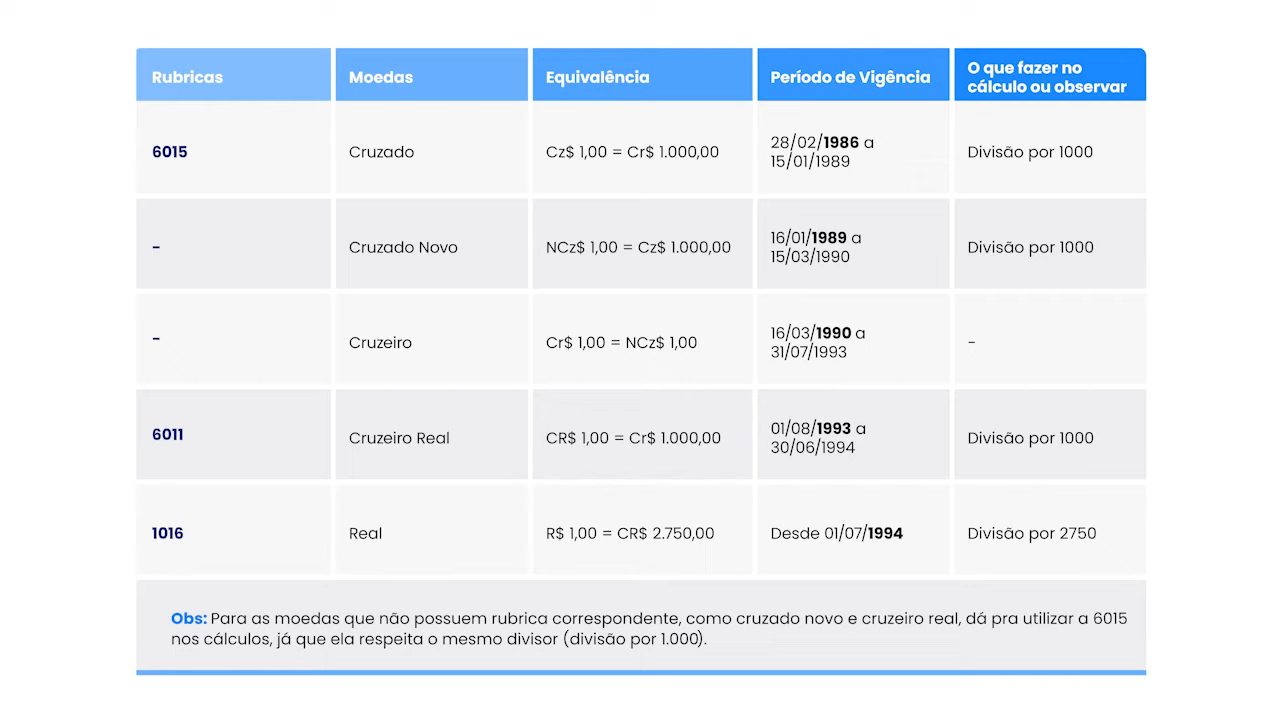 Rubricas
Moedas
Equivalência
Período de Vigência
O que fazer no
cálculo ou observar
6015
Cruzado
Cz$ 1,00 = Cr$ 1.000,00
28/02/1986 a
15/01/1989
Divisão por 1000
-
Cruzado Novo
NCz$ 1,00 = Cz$ 1.000,00
16/01/1989 a
15/03/1990
Divisão por 1000
-
Cruzeiro
Cr$ 1,00 = NCz$ 1,00
16/03/1990 a
31/07/1993
-
6011
Cruzeiro Real
CR$ 1,00 = Cr$ 1.000,00
01/08/1993 a
30/06/1994
Divisão por 1000
1016
Real
R$ 1,00 = CR$ 2.750,00
Desde 01/07/1994
Divisão por 2750
Obs: Para as moedas que não possuem rubrica correspondente, como cruzado novo e cruzeiro real, dá pra utilizar a 6015
nos cálculos, já que ela respeita o mesmo divisor (divisão por 1.000).